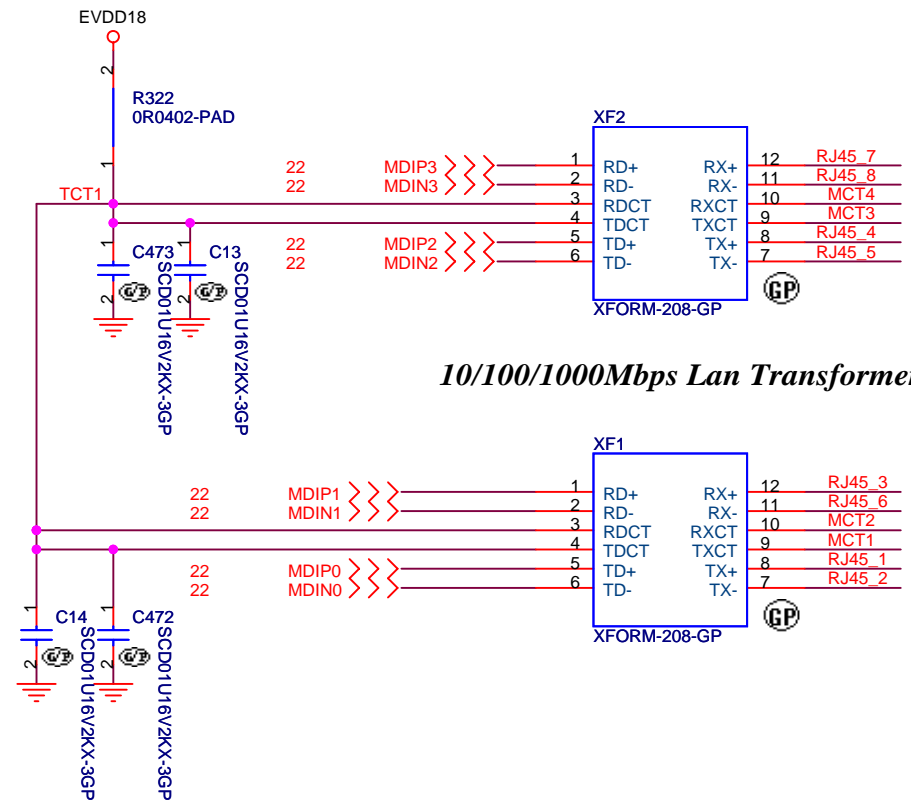 EVDD18
2
R322
0R0402-PAD
1
TCT1
22 MDIP3
22 MDIN3
22 MDIP2
22 MDIN2
XF2
1 RD+ RX+ 12 RJ45_7
2 RD- RX- 11 RJ45_8
3 RDCT RXCT 10 MCT4
4 TDCT TXCT 9 MCT3
5 TD+ TX+ 8 RJ45_4
6 TD- TX- 7 RJ45_5
XFORM-208-GP
GP
1 C473
2 G/P
SCD01U16V2KX-3GP
1 C13
2 G/P
SCD01U16V2KX-3GP
10/100/1000Mbps Lan Transformer
22 MDIP1
22 MDIN1
22 MDIP0
22 MDIN0
XF1
1 RD+ RX+ 12 RJ45_3
2 RD- RX- 11 RJ45_6
3 RDCT RXCT 10 MCT2
4 TDCT TXCT 9 MCT1
5 TD+ TX+ 8 RJ45_1
6 TD- TX- 7 RJ45_2
XFORM-208-GP
GP
1 C14
2 G/P
SCD01U16V2KX-3GP
1 C472
2 G/P
SCD01U16V2KX-3GP